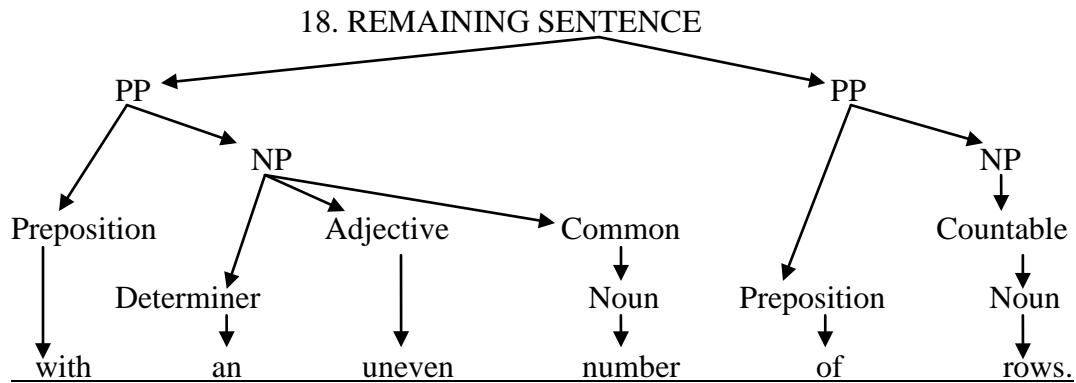 18. REMAINING SENTENCE
PP PP
NP NP
Preposition Adjective Common Countable
Determiner Noun Preposition Noun
with an uneven number of rows.